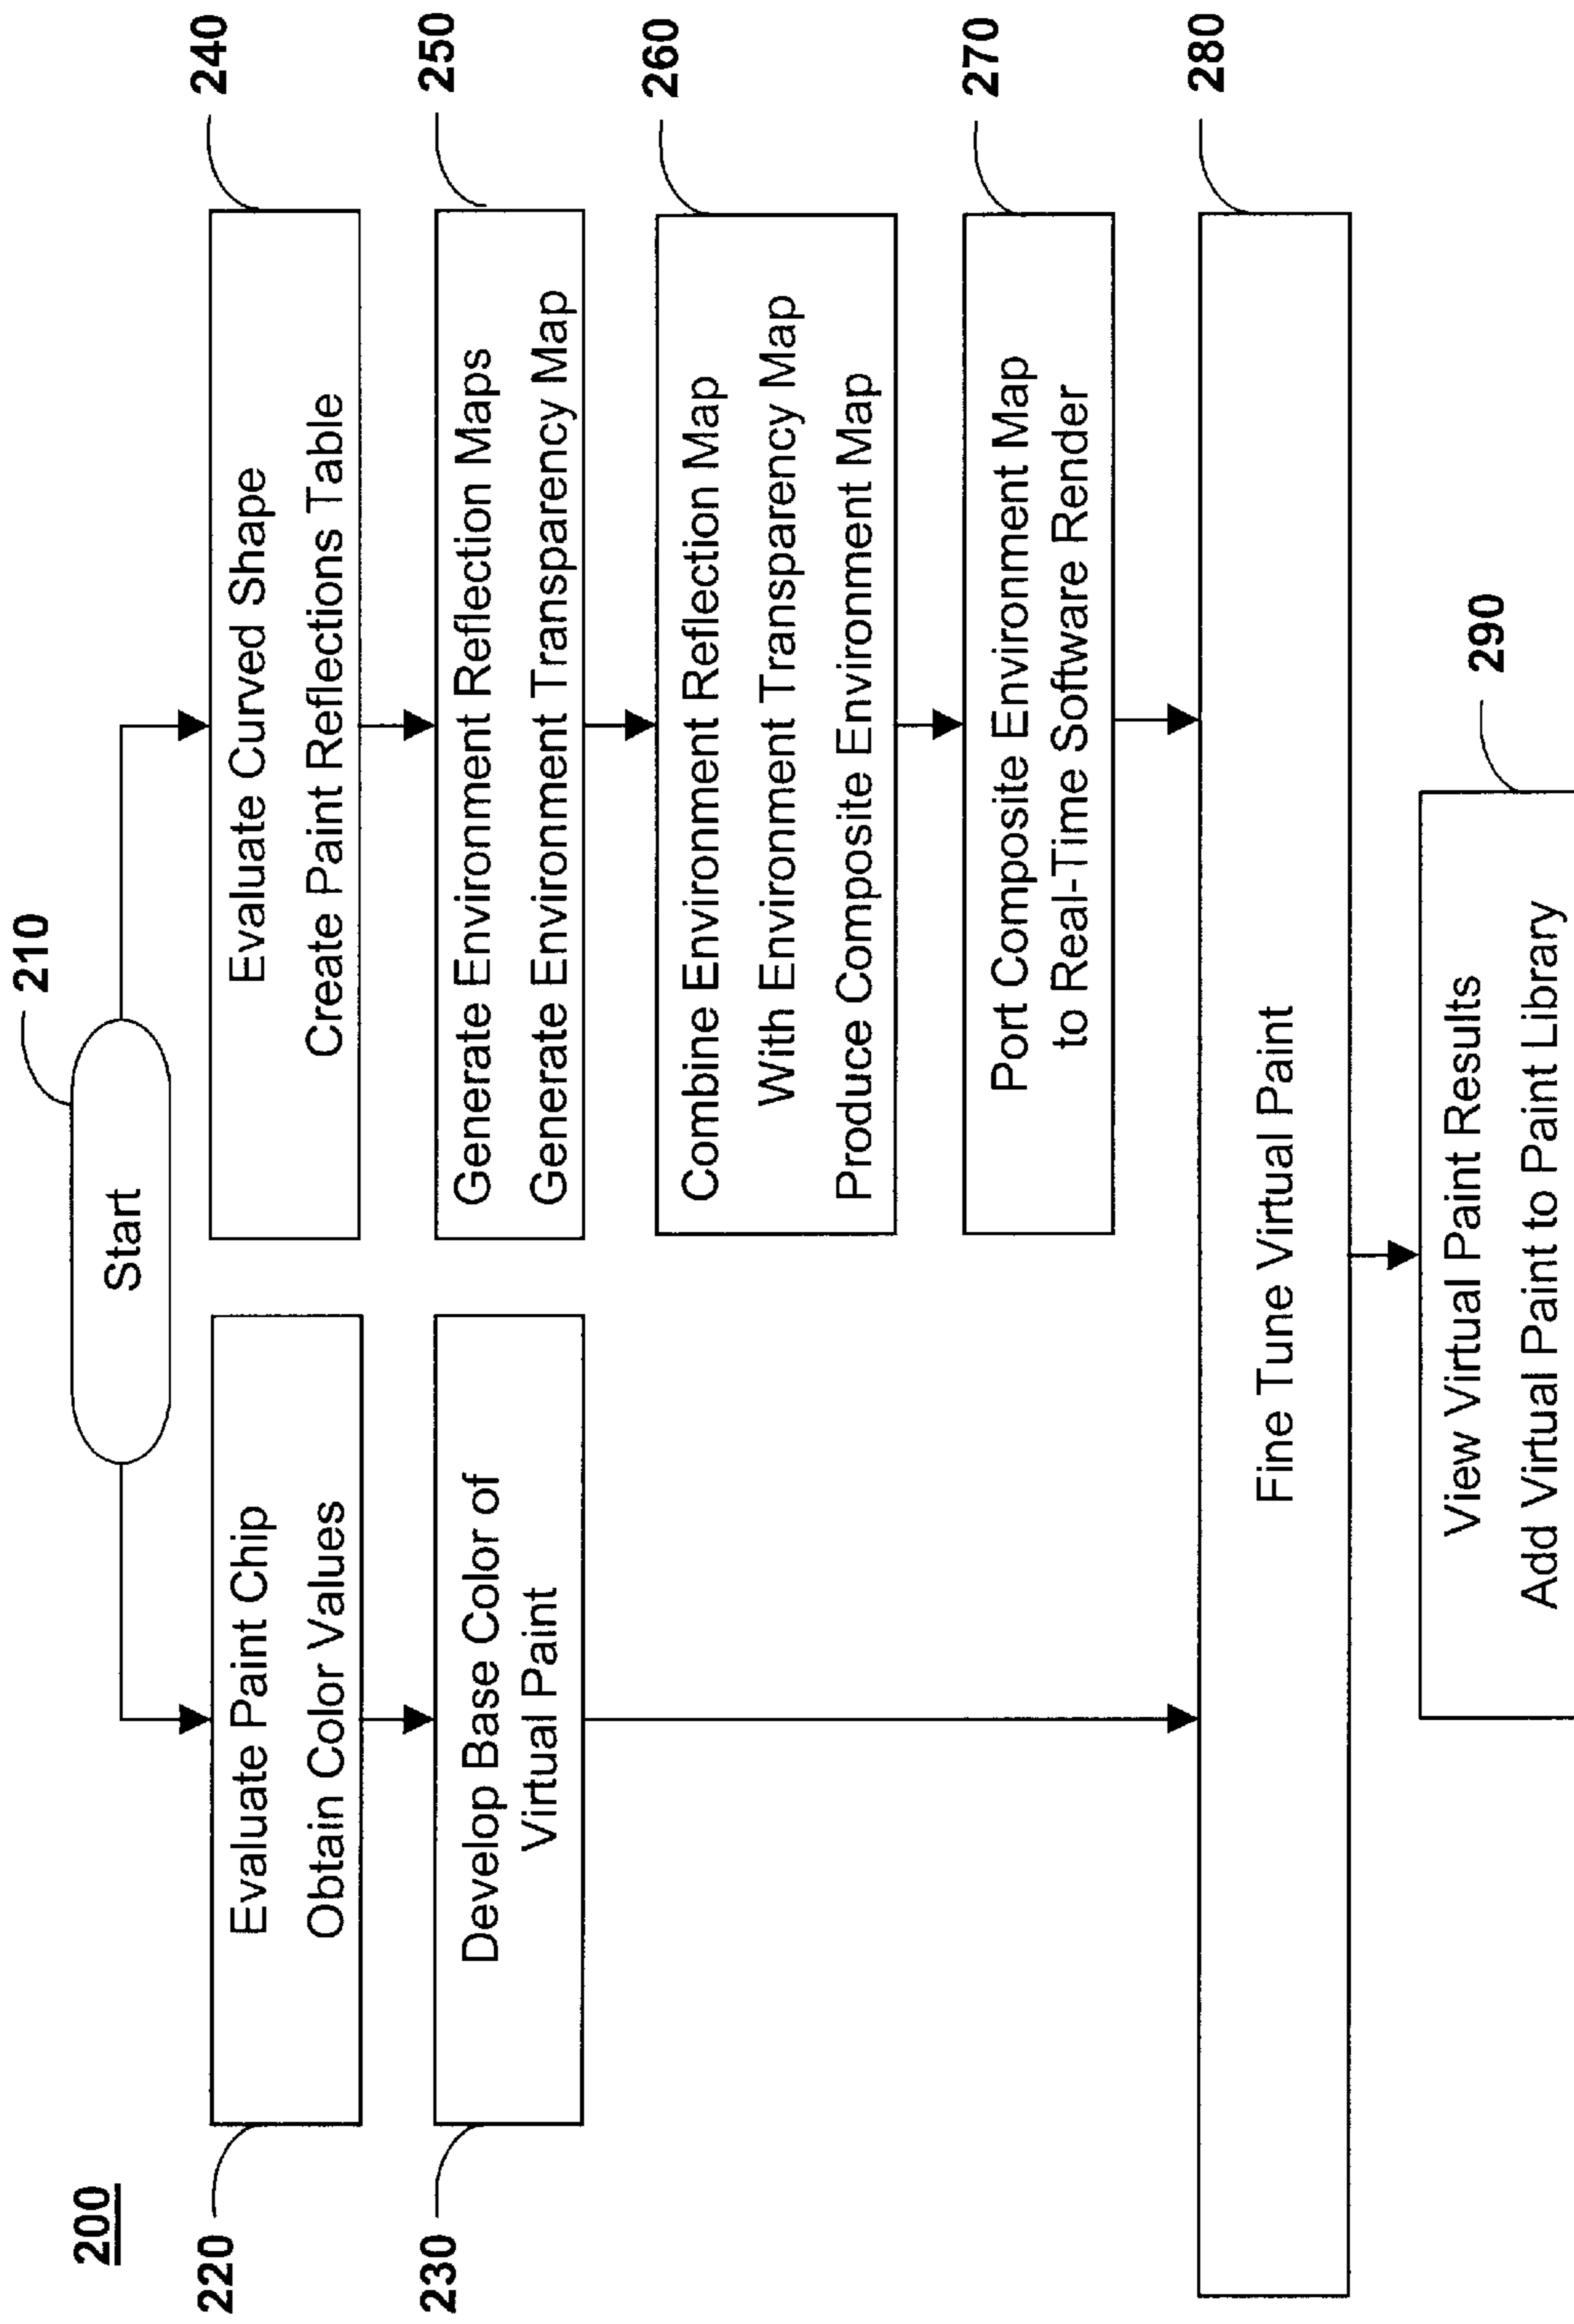 200
210
Start
220
Evaluate Paint Chip
Obtain Color Values
230
Develop Base Color of
Virtual Paint
240
Evaluate Curved Shape
Create Paint Reflections Table
250
Generate Environment Reflection Maps
Generate Environment Transparency Map
260
Combine Environment Reflection Map
With Environment Transparency Map
Produce Composite Environment Map
270
Port Composite Environment Map
to Real-Time Software Render
280
Fine Tune Virtual Paint
290
View Virtual Paint Results
Add Virtual Paint to Paint Library